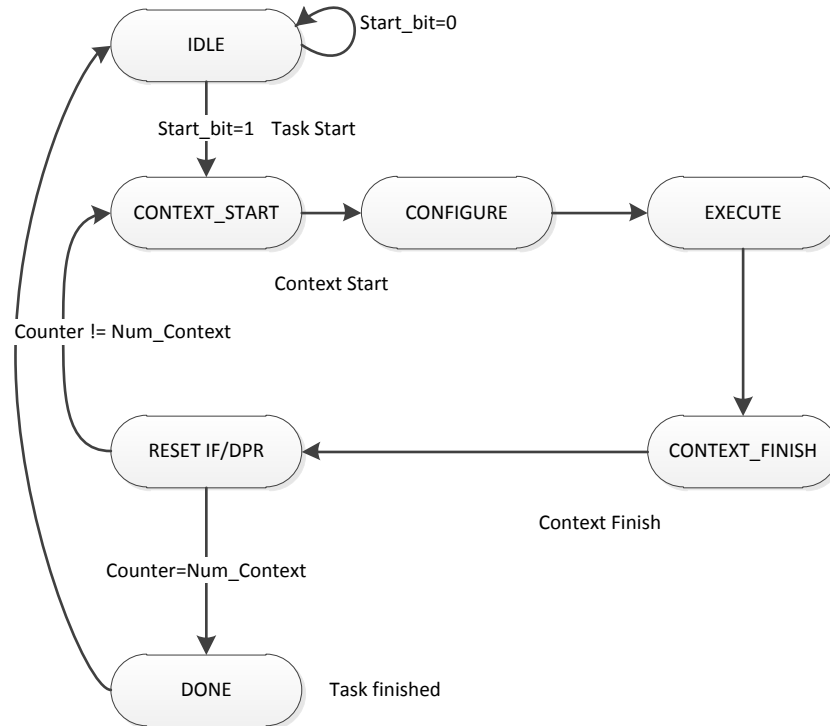 Start_bit=0
IDLE
Start_bit=1 Task Start
CONTEXT_START
CONFIGURE
EXECUTE
Context Start
Counter != Num_Context
RESET IF/DPR
CONTEXT_FINISH
Context Finish
Counter=Num_Context
DONE
Task finished